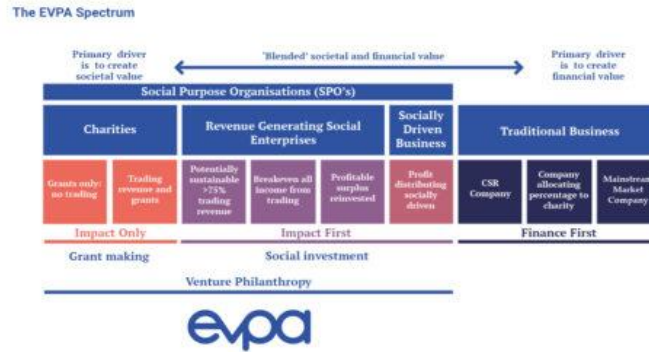 The EVPA Spectrum
Primary driver
is to create
societal value
'Blended' societal and financial value
Primary driver
is to create
financial value
Social Purpose Organisations (SPO's)
Charities
Revenue Generating Social
Enterprises
Socially
Driven
Business
Traditional Business
Grants only:
no trading
Trading
revenue and
grants
Potentially
sustainable
>75%
trading
revenue
Breakeven all
income from
trading
Profitable
surplus
reinvested
Profit
distributing
socially
driven
CSR
Company
Company
allocating
percentage to
charity
Mainstream
Market
Company
Impact Only
Impact First
Finance First
Grant making
Social investment
Venture Philanthropy
evpa